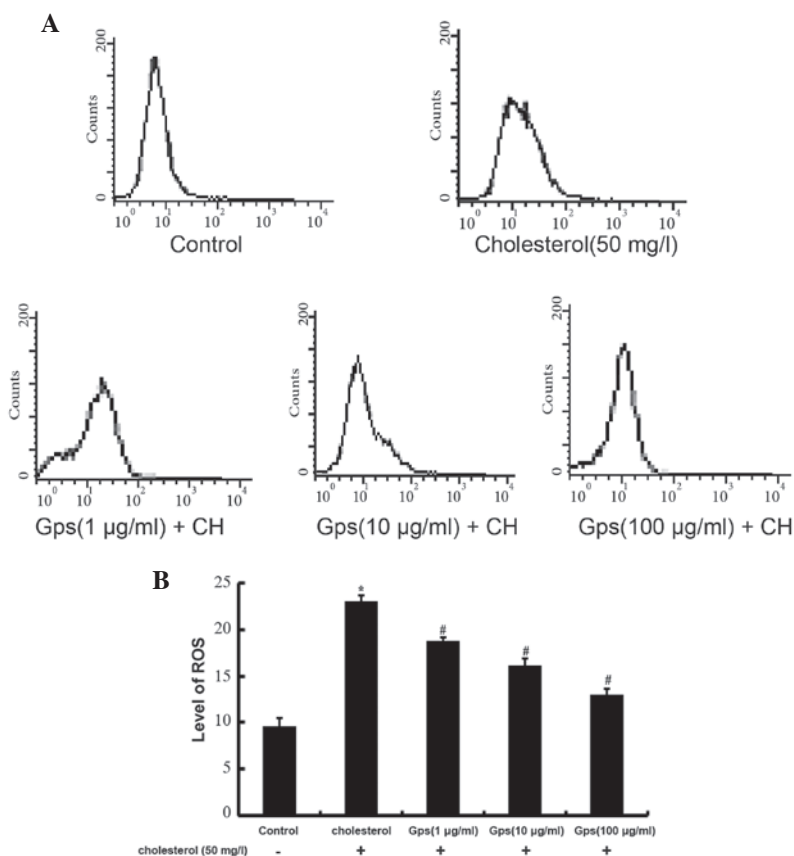 A
200
Counts
0
10^0 10^1 10^2 10^3 10^4
Control
200
Counts
0
10^0 10^1 10^2 10^3 10^4
Cholesterol(50 mg/l)
200
Counts
0
10^0 10^1 10^2 10^3 10^4
Gps(1 µg/ml) + CH
200
Counts
0
10^0 10^1 10^2 10^3 10^4
Gps(10 µg/ml) + CH
200
Counts
0
10^0 10^1 10^2 10^3 10^4
Gps(100 µg/ml) + CH
B
Level of ROS
25
20
15
10
5
0
*
#
#
#
Control cholesterol Gps(1 µg/ml) Gps(10 µg/ml) Gps(100 µg/ml)
cholesterol (50 mg/l) - + + + +